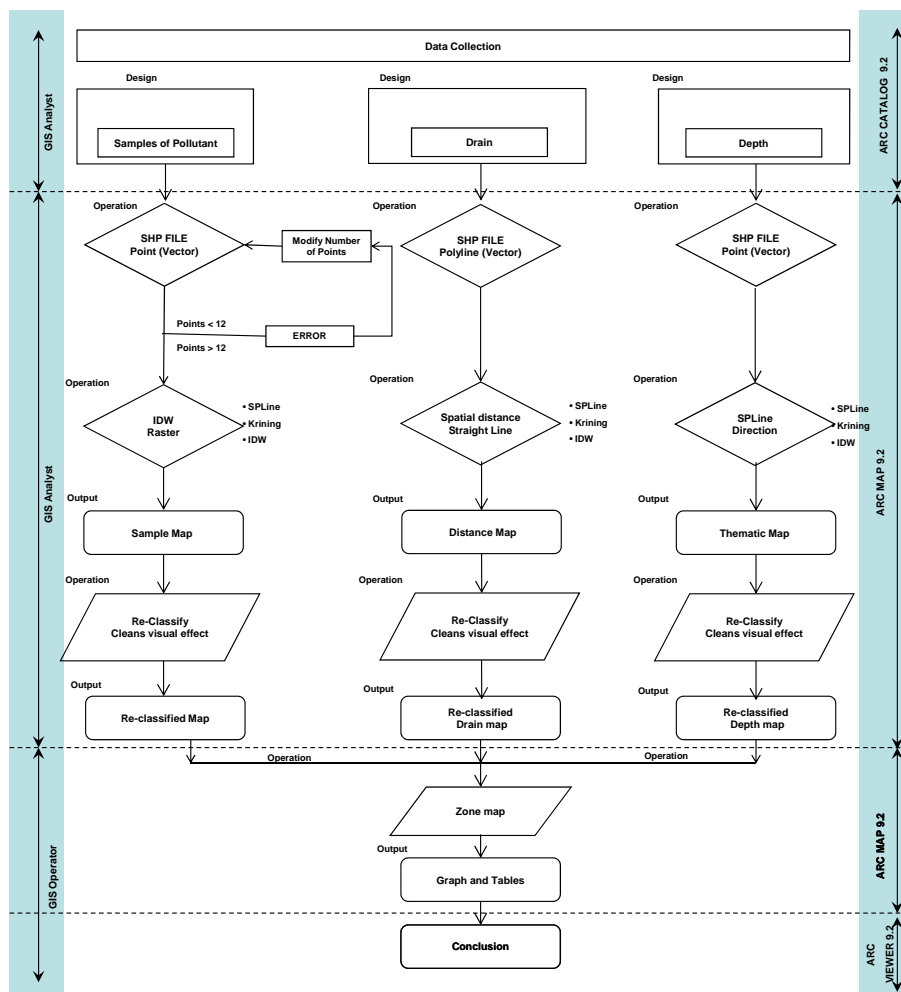 Data Collection
Design
Design
Design
Samples of Pollutant
Drain
Depth
GIS Analyst
ARC CATALOG 9.2
Operation
Operation
Operation
SHP FILE
Point (Vector)
Modify Number
of Points
SHP FILE
Polyline (Vector)
SHP FILE
Point (Vector)
Points < 12
ERROR
Points > 12
Operation
Operation
Operation
IDW
Raster
• SPLine
• Krining
• IDW
Spatial distance
Straight Line
• SPLine
• Krining
• IDW
SPLine
Direction
• SPLine
• Krining
• IDW
GIS Analyst
ARC MAP 9.2
Output
Output
Output
Sample Map
Distance Map
Thematic Map
Operation
Operation
Operation
Re-Classify
Cleans visual effect
Re-Classify
Cleans visual effect
Re-Classify
Cleans visual effect
Output
Output
Output
Re-classified Map
Re-classified
Drain map
Re-classified
Depth map
Operation
Operation
Zone map
Output
Graph and Tables
GIS Operator
ARC MAP 9.2
Conclusion
ARC
VIEWER 9.2